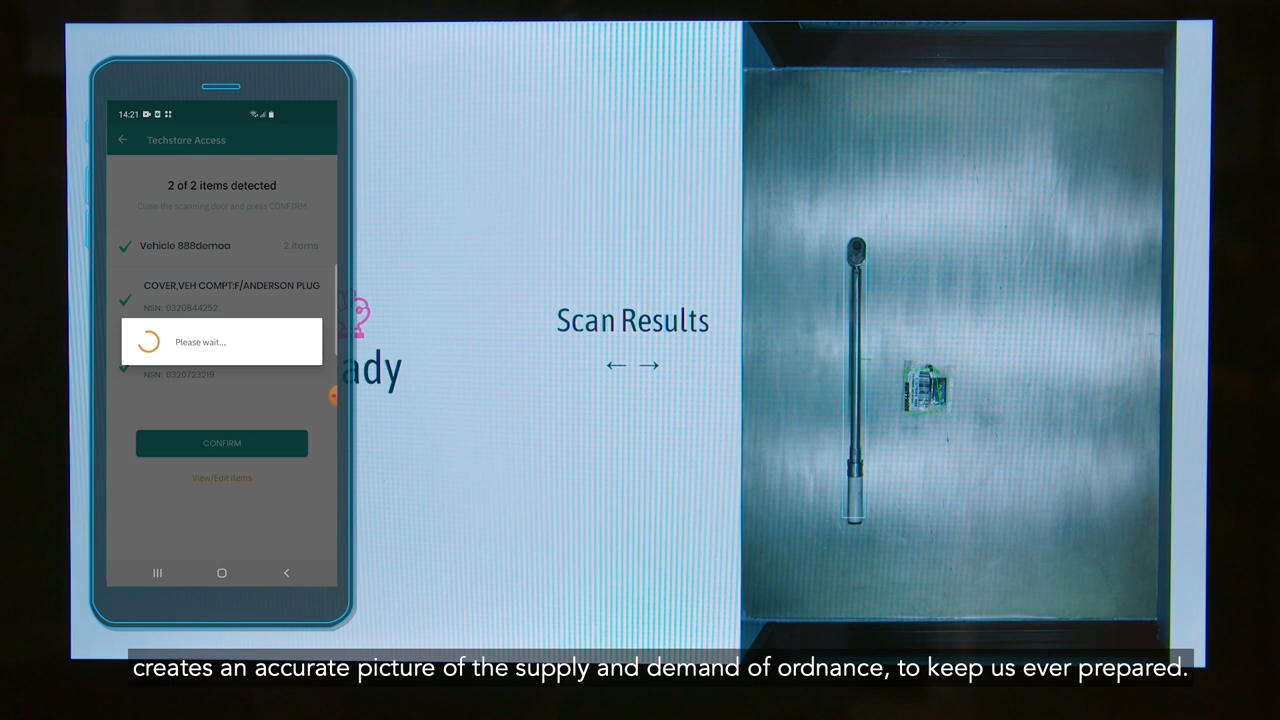 14:21
Techstore Access
2 of 2 items detected
Close the scanning door and press CONFIRM
Vehicle 888demoa
2 items
COVER,VEH COMPT:F/ANDERSON PLUG
NSN: 0320844252
Please wait...
NSN: 0320723219
CONFIRM
View/Edit items
ady
Scan Results
← →
creates an accurate picture of the supply and demand of ordnance, to keep us ever prepared.